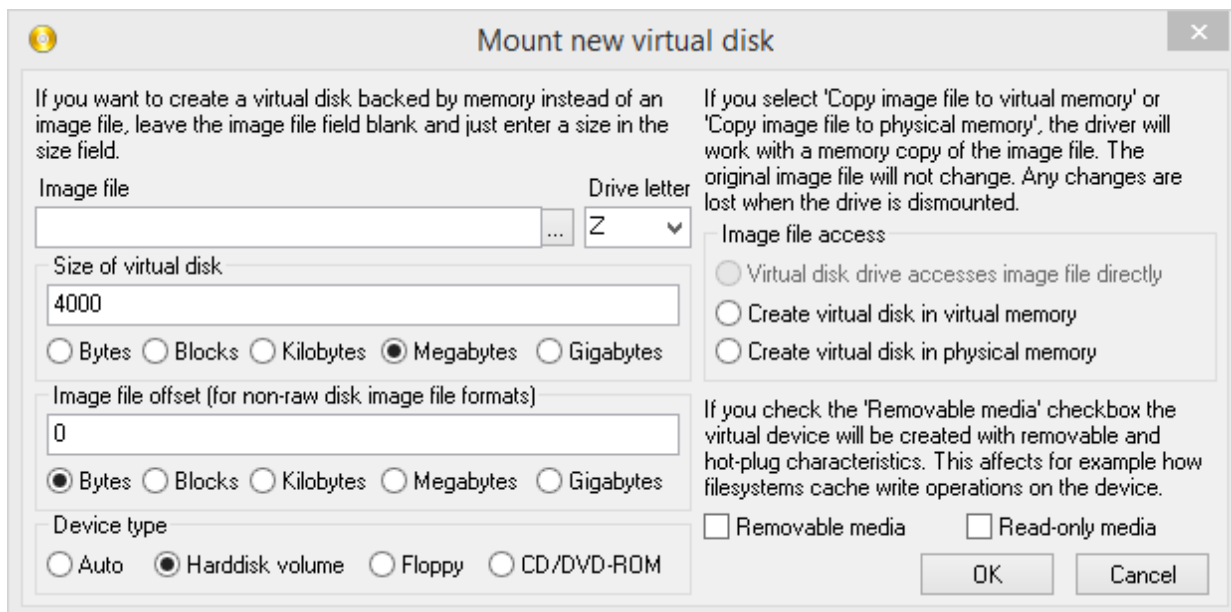 Mount new virtual disk
If you want to create a virtual disk backed by memory instead of an
image file, leave the image file field blank and just enter a size in the
size field.
Image file
Drive letter
...
Z
Size of virtual disk
4000
Bytes Blocks Kilobytes Megabytes Gigabytes
Image file offset (for non-raw disk image file formats)
0
Bytes Blocks Kilobytes Megabytes Gigabytes
Device type
Auto Harddisk volume Floppy CD/DVD-ROM
If you select 'Copy image file to virtual memory' or
'Copy image file to physical memory', the driver will
work with a memory copy of the image file. The
original image file will not change. Any changes are
lost when the drive is dismounted.
Image file access
Virtual disk drive accesses image file directly
Create virtual disk in virtual memory
Create virtual disk in physical memory
If you check the 'Removable media' checkbox the
virtual device will be created with removable and
hot-plug characteristics. This affects for example how
filesystems cache write operations on the device.
Removable media Read-only media
OK Cancel